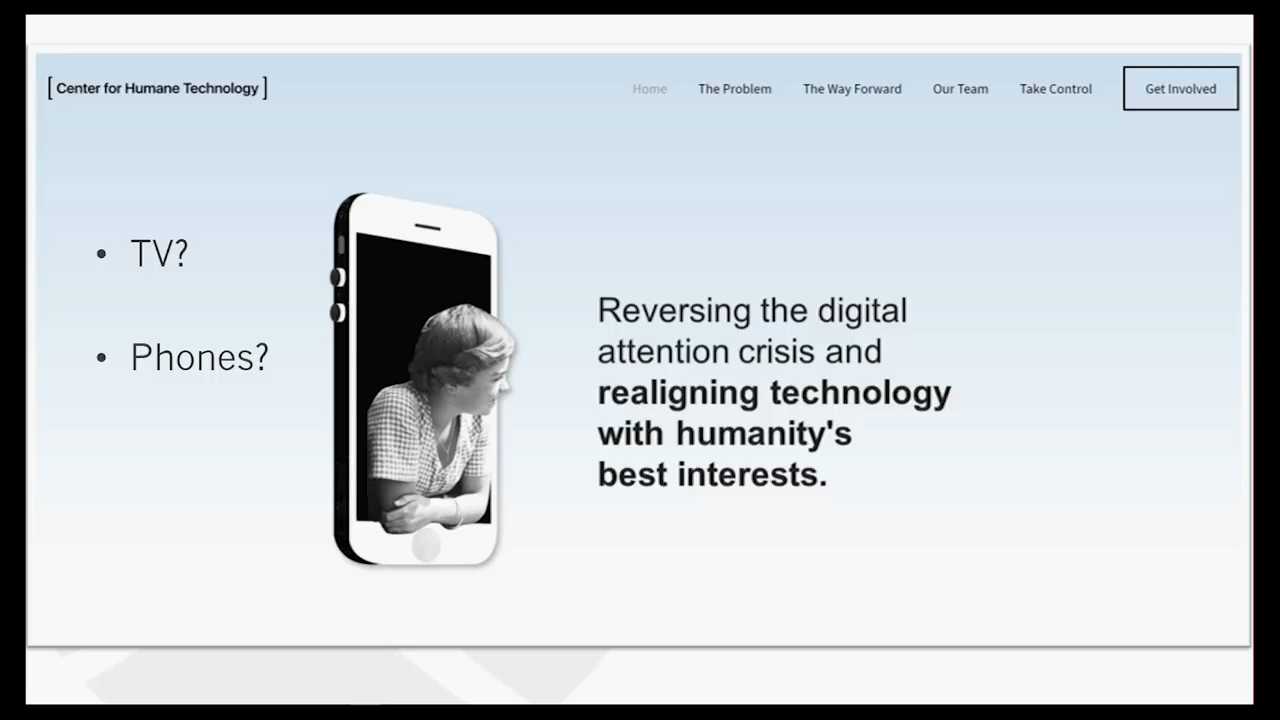 [ Center for Humane Technology ]
Home The Problem The Way Forward Our Team Take Control Get Involved
• TV?
• Phones?
Reversing the digital
attention crisis and
realigning technology
with humanity's
best interests.